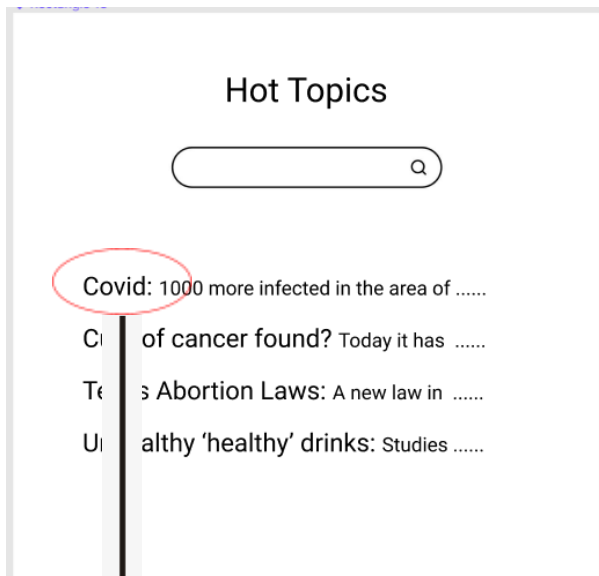 Hot Topics
Covid: 1000 more infected in the area of ......
of cancer found? Today it has ......
Abortion Laws: A new law in ......
'healthy' drinks: Studies ......